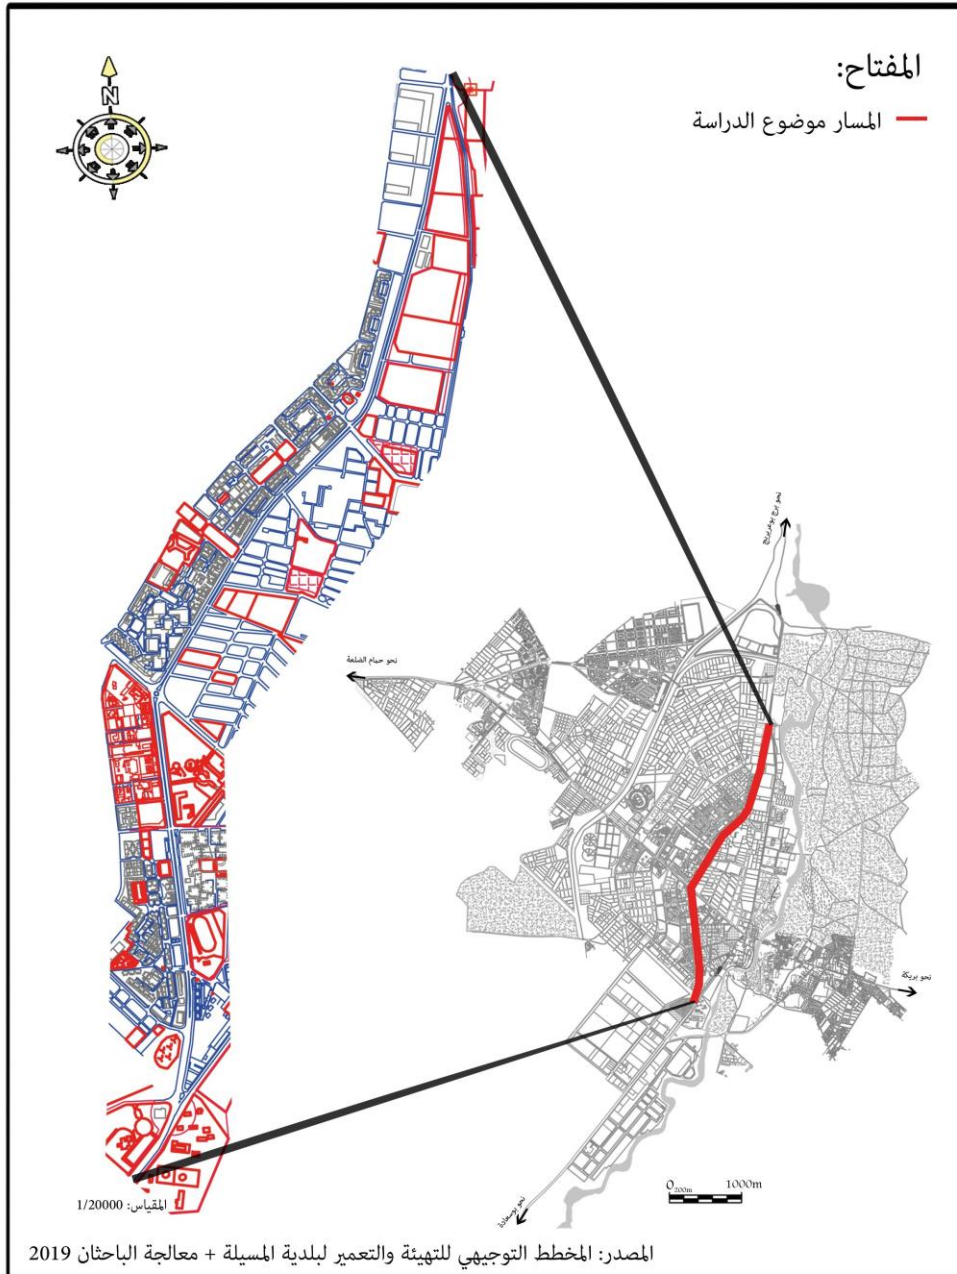 المفتاح:
المسار موضوع الدراسة
N
نحو برج بوعريريج
نحو حمام الضلعة
نحو بريكة
0 200m 1000m
نحو بوسعادة
المقياس: 1/20000
المصدر: المخطط التوجيهي للتهيئة والتعمير لبلدية المسيلة + معالجة الباحثان 2019